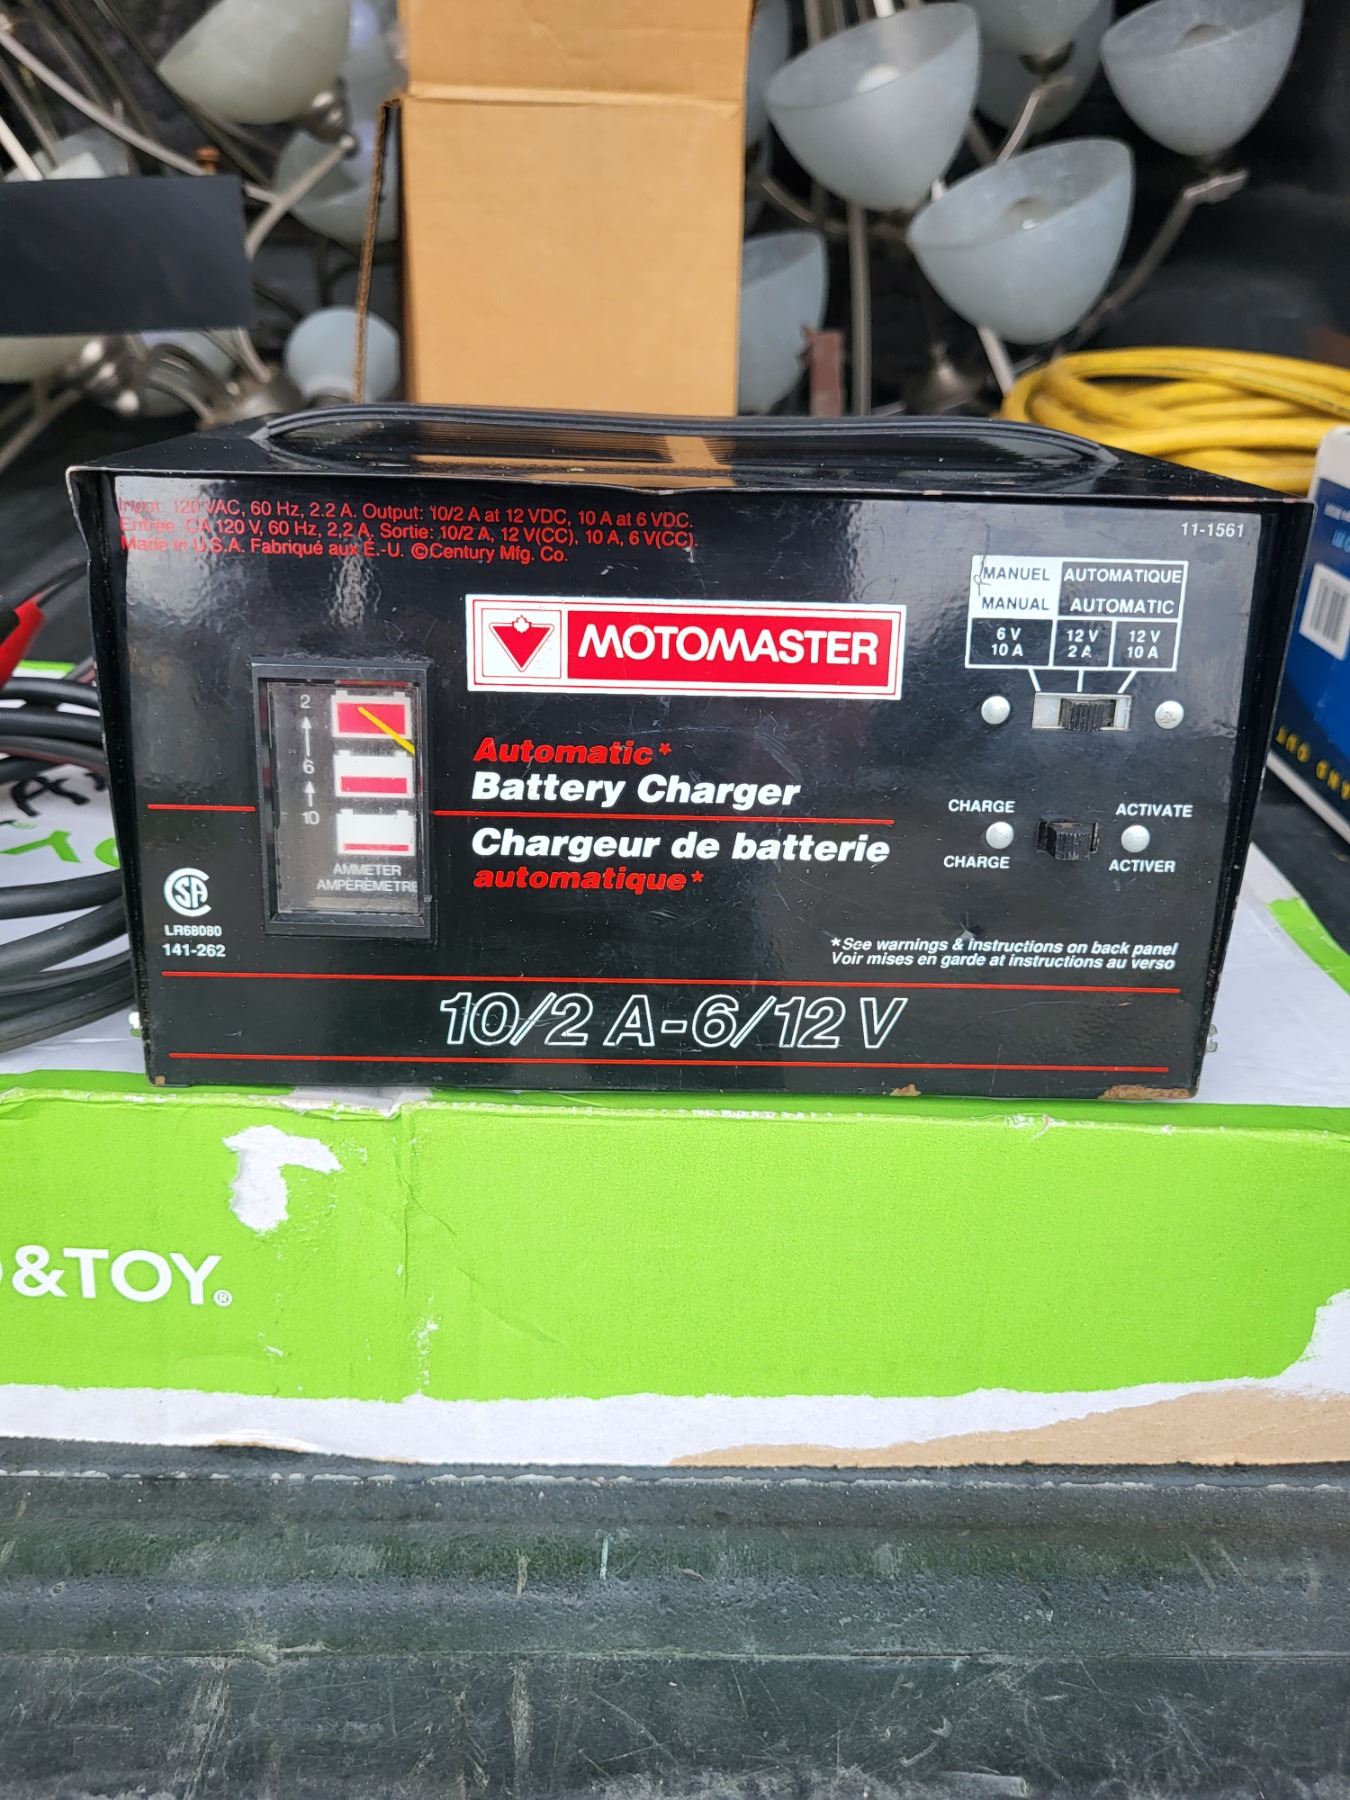 Input: 120 VAC, 60 Hz, 2.2 A. Output: 10/2 A at 12 VDC, 10 A at 6 VDC.
Entrée: CA 120 V, 60 Hz, 2,2 A. Sortie: 10/2 A, 12 V(CC), 10 A, 6 V(CC).
Made in U.S.A. Fabriqué aux É.-U. ©Century Mfg. Co.
11-1561
MANUEL AUTOMATIQUE
MANUAL AUTOMATIC
6 V 12 V 12 V
10 A 2 A 10 A
MOTOMASTER
2
6
10
AMMETER
AMPÈREMÈTRE
Automatic*
Battery Charger
Chargeur de batterie
automatique*
CHARGE ACTIVATE
CHARGE ACTIVER
SA
LR68080
141-262
*See warnings & instructions on back panel
Voir mises en garde at instructions au verso
10/2 A-6/12 V
&TOY®